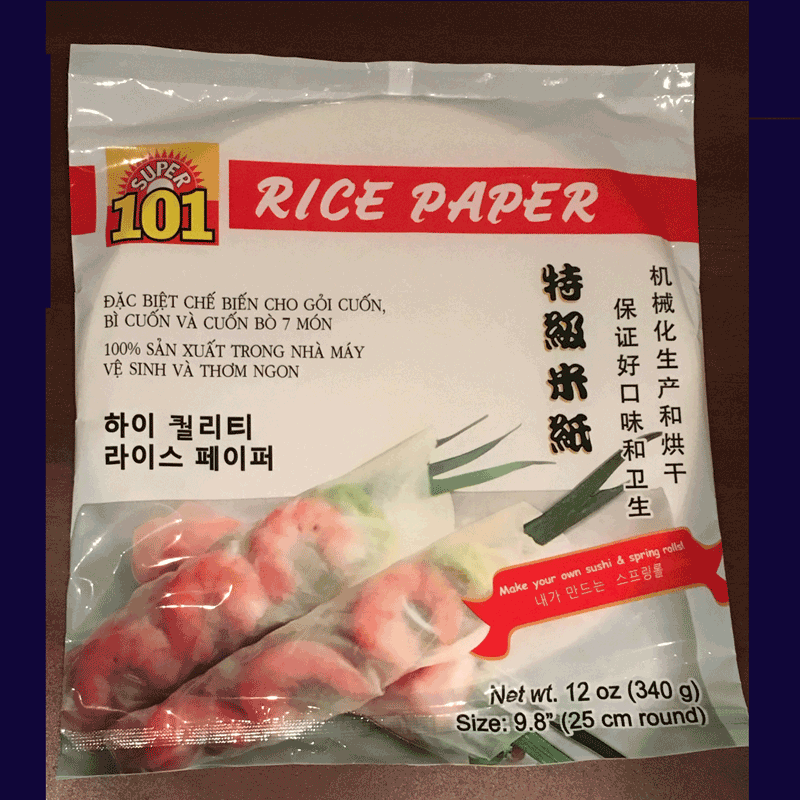 SUPER
101
RICE PAPER
ĐẶC BIỆT CHẾ BIẾN CHO GỎI CUỐN,
BÌ CUỐN VÀ CUỐN BÒ 7 MÓN
100% SẢN XUẤT TRONG NHÀ MÁY
VỆ SINH VÀ THƠM NGON
하이 퀄리티
라이스 페이퍼
特級米紙
机械化生产和烘干
保证好口味和卫生
Make your own sushi & spring rolls!
내가 만드는 스프링롤
Net wt. 12 oz (340 g)
Size: 9.8" (25 cm round)